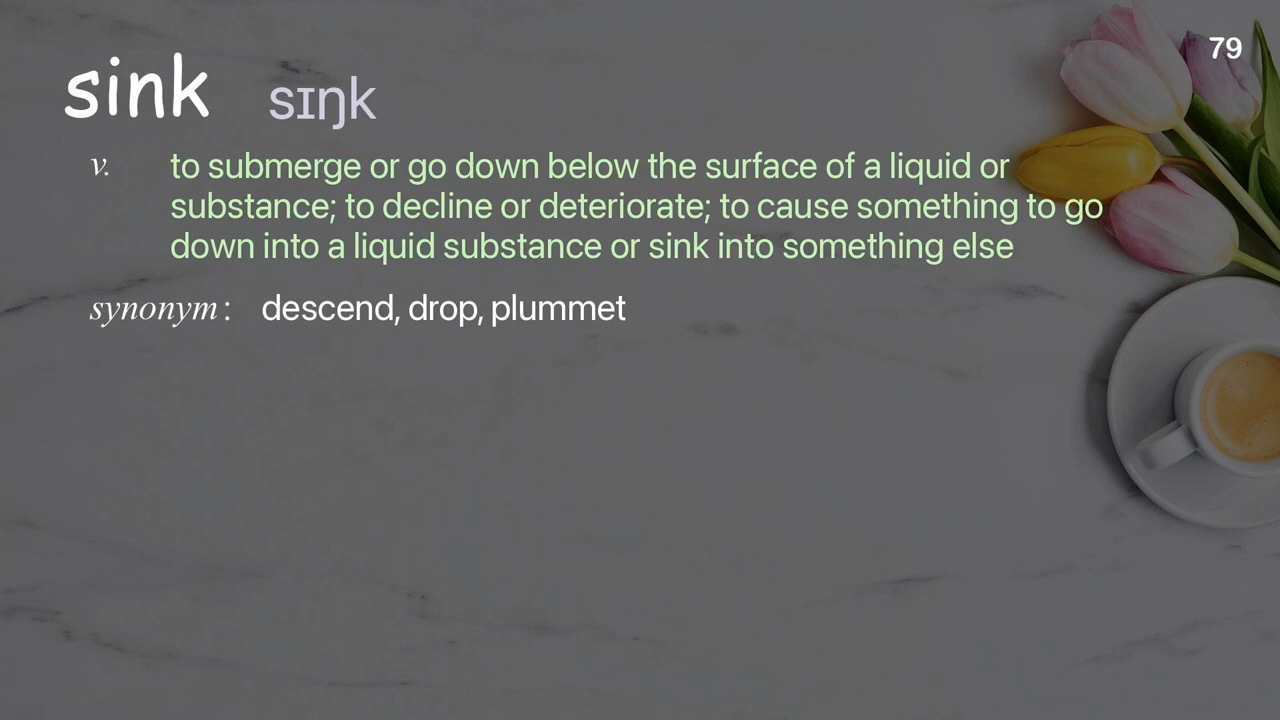 79
sink sɪŋk
v. to submerge or go down below the surface of a liquid or
substance; to decline or deteriorate; to cause something to go
down into a liquid substance or sink into something else
synonym : descend, drop, plummet